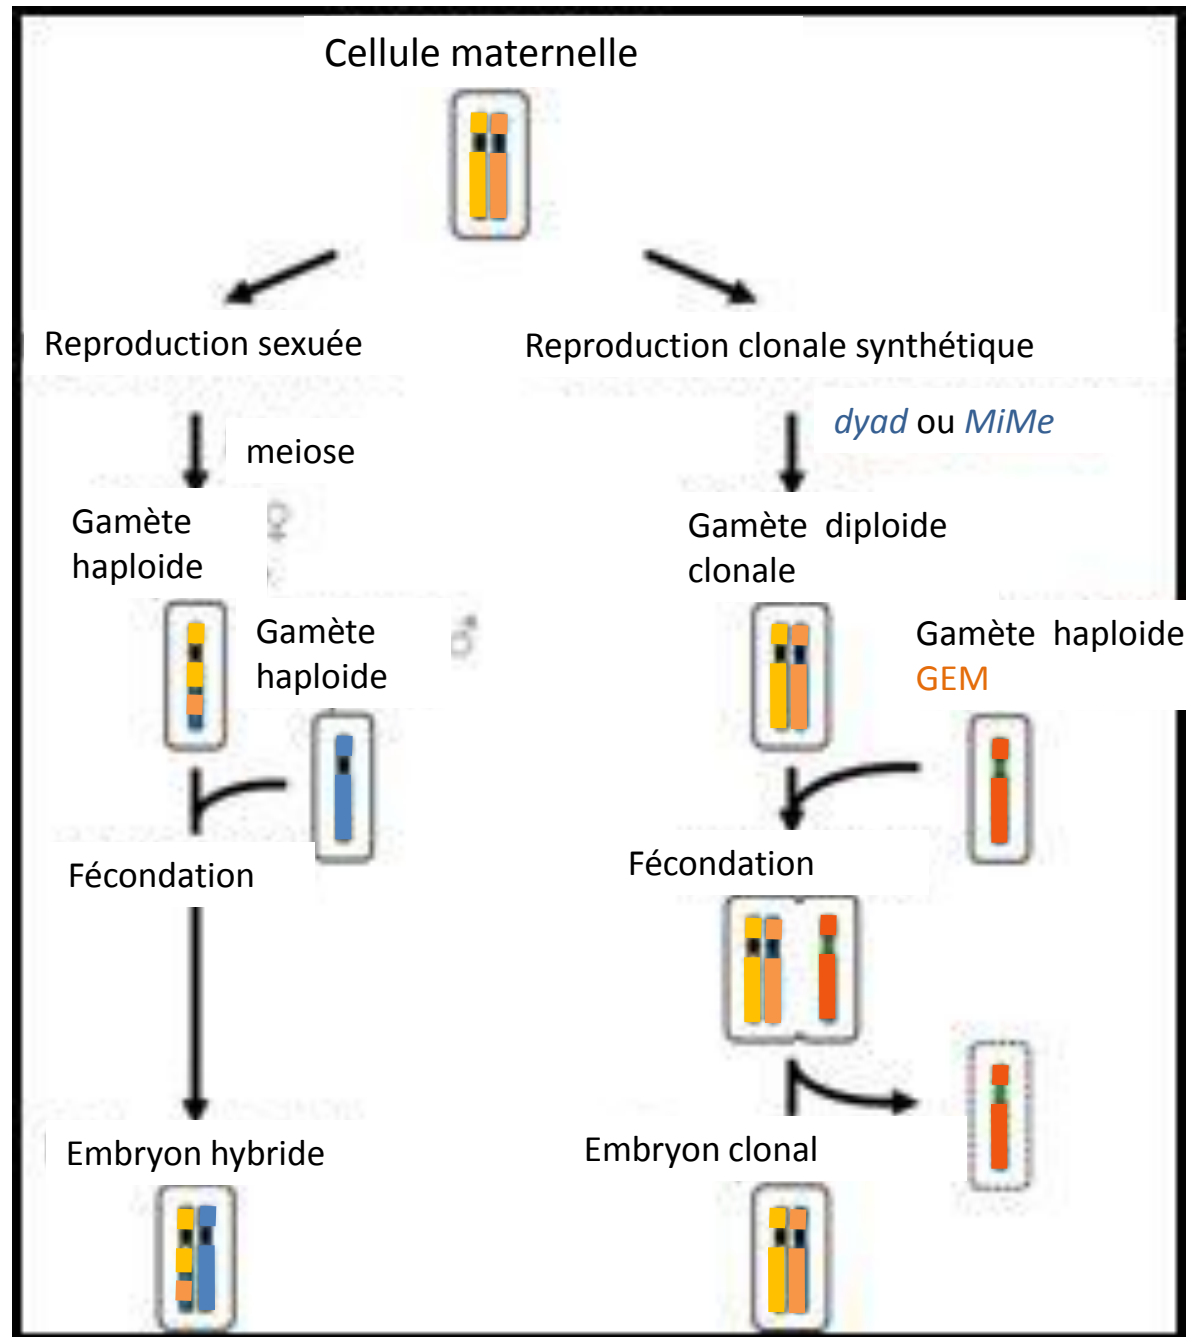 Cellule maternelle
Reproduction sexuée
Reproduction clonale synthétique
meiose
dyad ou MiMe
Gamète
haploide
♀
Gamète
haploide
♂
Gamète diploide
clonale
Gamète haploide
GEM
Fécondation
Fécondation
Embryon hybride
Embryon clonal